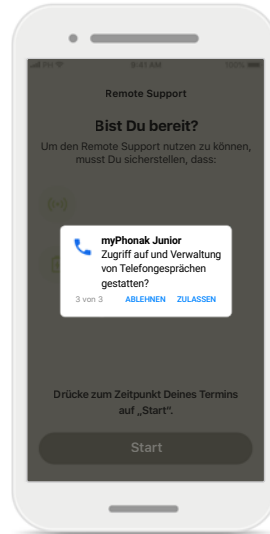 9:41 AM
100%
Remote Support
Bist Du bereit?
Um den Remote Support nutzen zu können,
musst Du sicherstellen, dass:
myPhonak Junior
Zugriff auf und Verwaltung
von Telefongesprächen
gestatten?
3 von 3 ABLEHNEN ZULASSEN
Drücke zum Zeitpunkt Deines Termins
auf „Start“.
Start